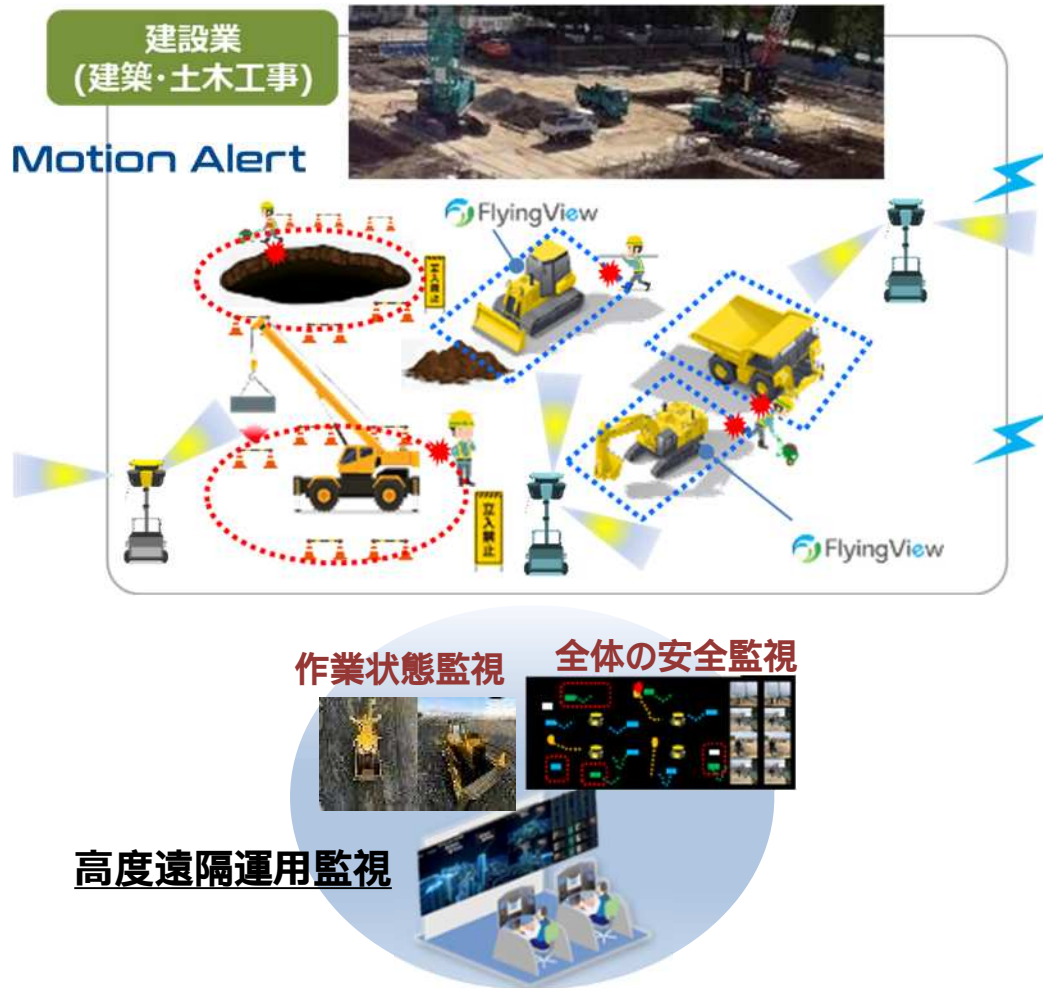 建設業
(建築・土木工事)
Motion Alert
FlyingView
立入禁止
立入禁止
FlyingView
作業状態監視
全体の安全監視
高度遠隔運用監視